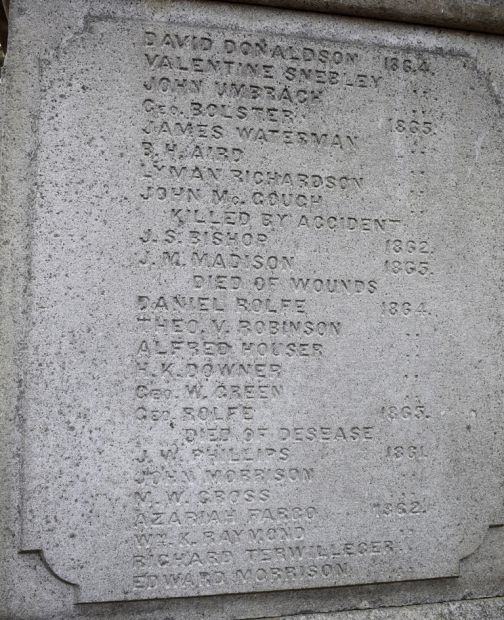 DAVID DONALDSON 1864.
VALENTINE SNEBLEY ..
JOHN UMBRACH ..
GEO. BOLSTER 1865.
JAMES WATERMAN ..
B. H. AIRD ..
LYMAN RICHARDSON ..
JOHN Mc. GOUGH ..
KILLED BY ACCIDENT
J. S. BISHOP 1862.
J. M. MADISON 1865.
DIED OF WOUNDS
DANIEL ROLFE 1864.
THEO. V. ROBINSON ..
ALFRED HOUSER ..
H. K. DOWNER ..
GEO. W. GREEN ..
GEO. ROLFE 1865.
DIED OF DESEASE
J. W. PHILLIPS 1861.
JOHN MORRISON ..
M. W. CROSS ..
AZARIAH FARGO 1862.
WM. K. RAYMOND ..
RICHARD TERWILLEGER ..
EDWARD MORRISON ..